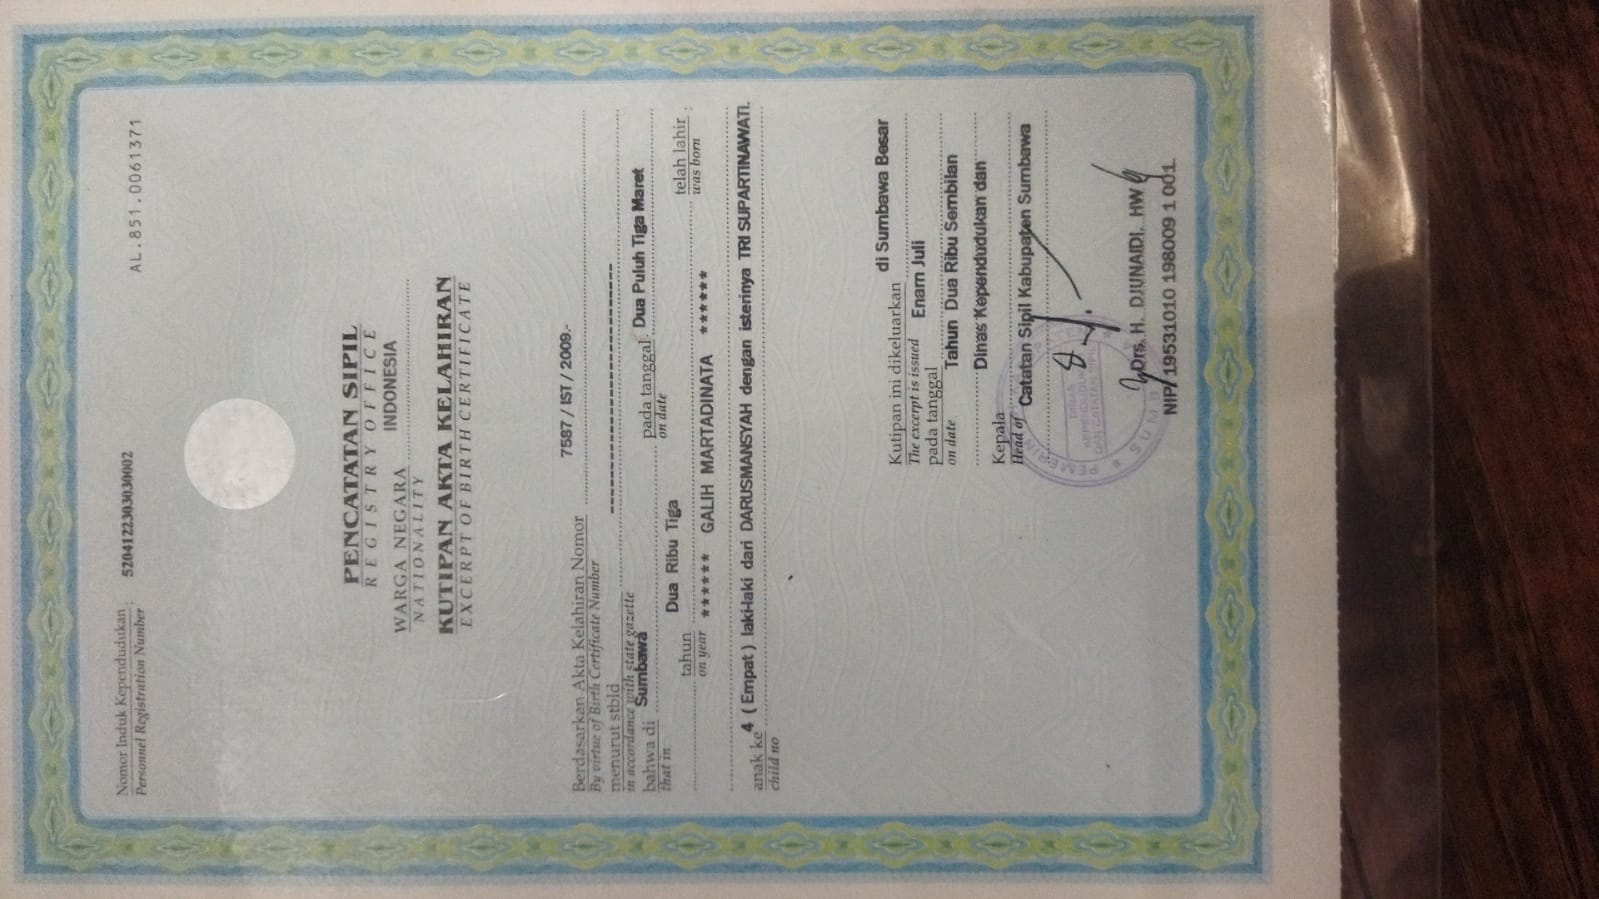 Nomor Induk Kependudukan : 5204122303030002
Personnel Registration Number
AL.851.0061371
PENCATATAN SIPIL
REGISTRY OFFICE
WARGA NEGARA INDONESIA
NATIONALITY
KUTIPAN AKTA KELAHIRAN
EXCERPT OF BIRTH CERTIFICATE
Berdasarkan Akta Kelahiran Nomor 7587 / IST / 2009.-
By virtue of Birth Certificate Number
menurut stbld
in accordance with state gazette
bahwa di Sumbawa pada tanggal Dua Puluh Tiga Maret
that in on date
tahun Dua Ribu Tiga telah lahir :
on year was born
****** GALIH MARTADINATA ******
anak ke 4 ( Empat ) laki-laki dari DARUSMANSYAH dengan isterinya TRI SUPARTINAWATI.
child no
Kutipan ini dikeluarkan di Sumbawa Besar
The excerpt is issued
pada tanggal Enam Juli
on date Tahun Dua Ribu Sembilan
Kepala Dinas Kependudukan dan
Head of Catatan Sipil Kabupaten Sumbawa
Drs. H. DJUNAIDI. HW
NIP. 19531010 198009 1 001.